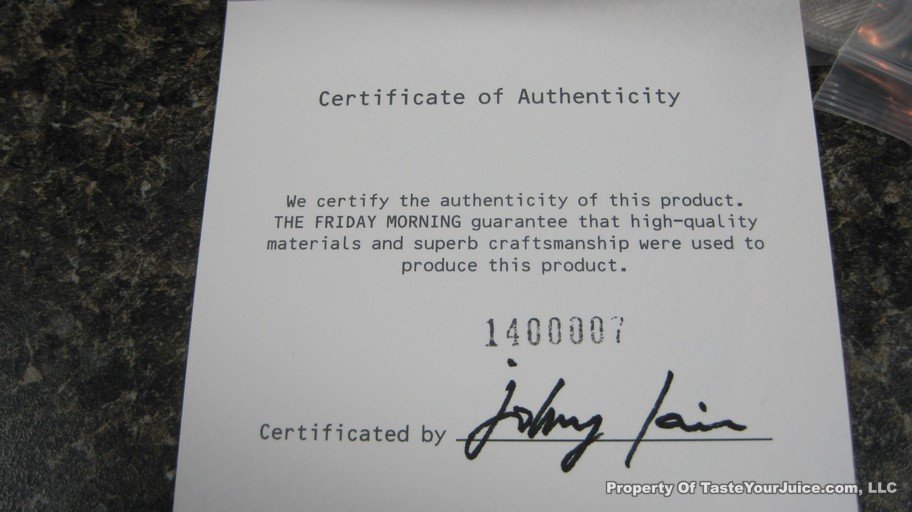 Certificate of Authenticity
We certify the authenticity of this product.
THE FRIDAY MORNING guarantee that high-quality
materials and superb craftsmanship were used to
produce this product.
1400007
Certificated by johny
Property Of TasteYourJuice.com, LLC